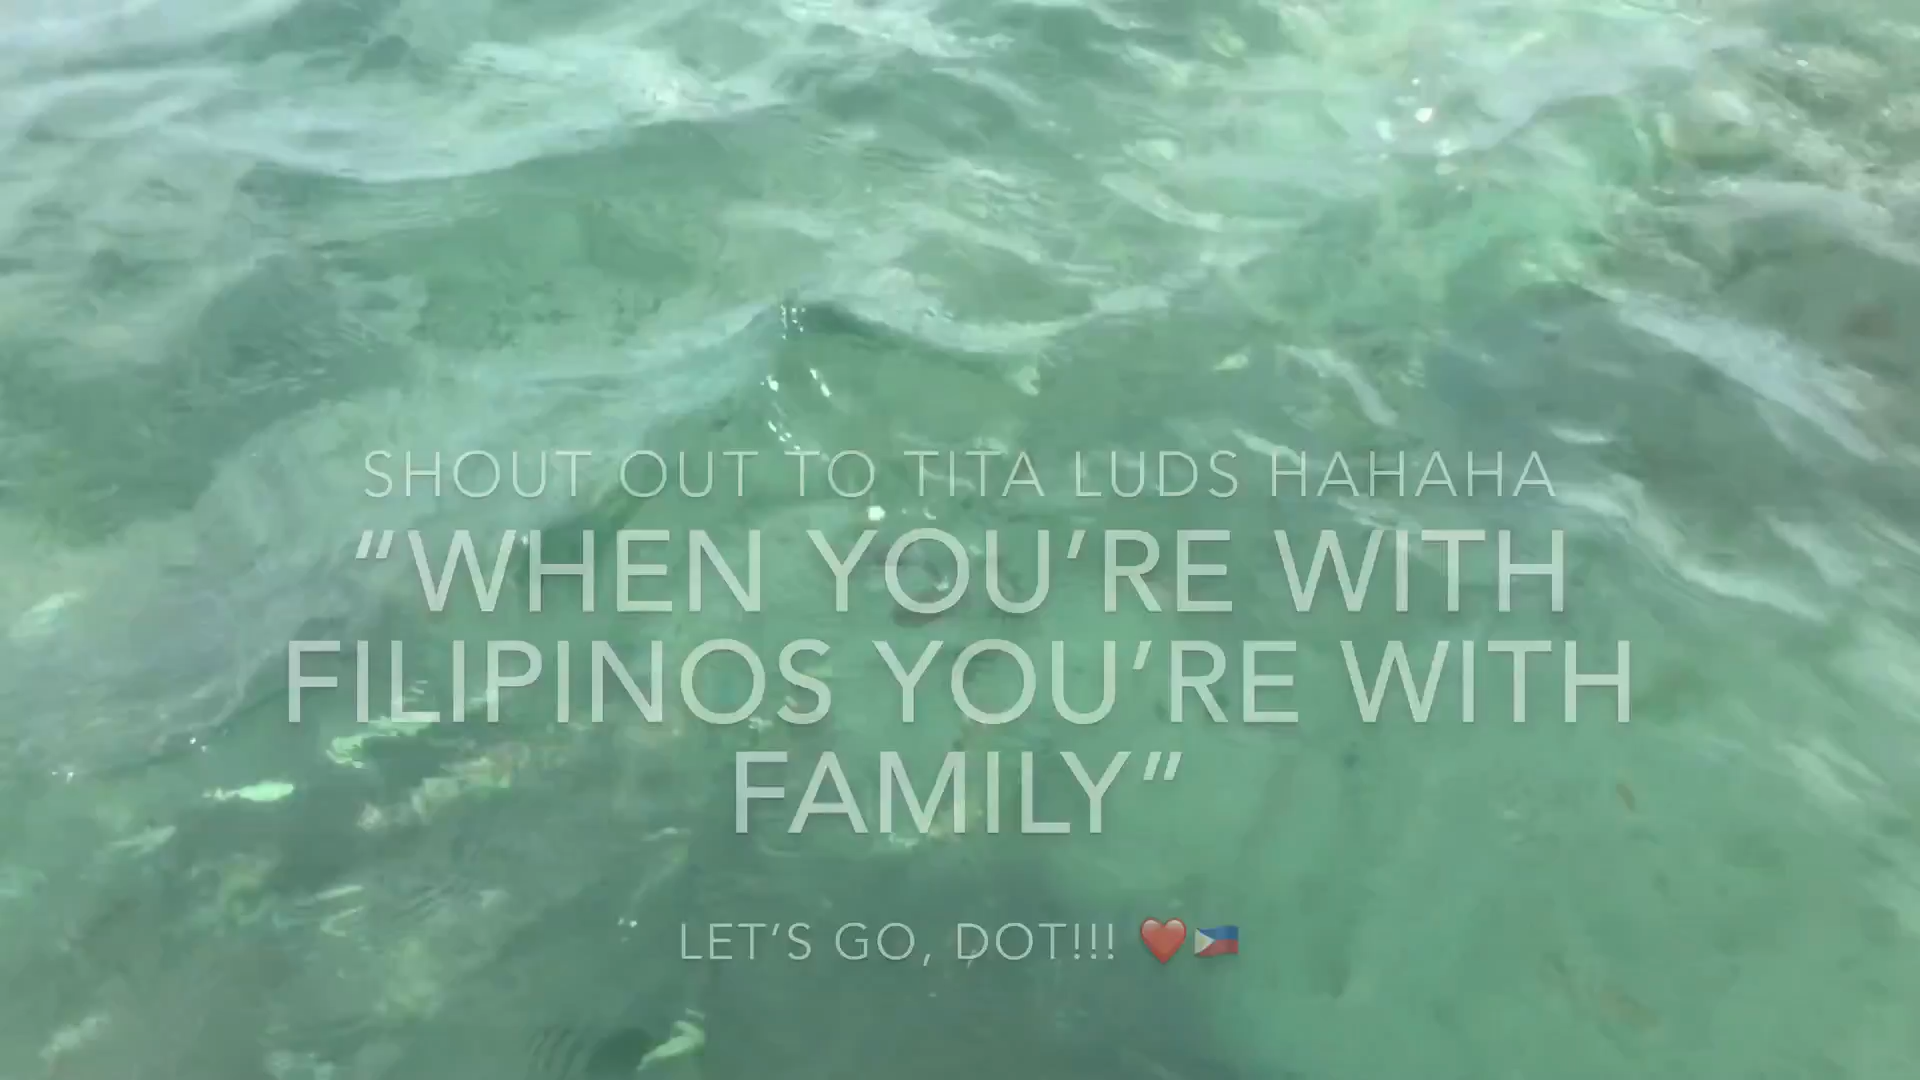 SHOUT OUT TO TITA LUDS HAHAHA
“WHEN YOU’RE WITH
FILIPINOS YOU’RE WITH
FAMILY”
LET’S GO, DOT!!! ❤️🇵🇭